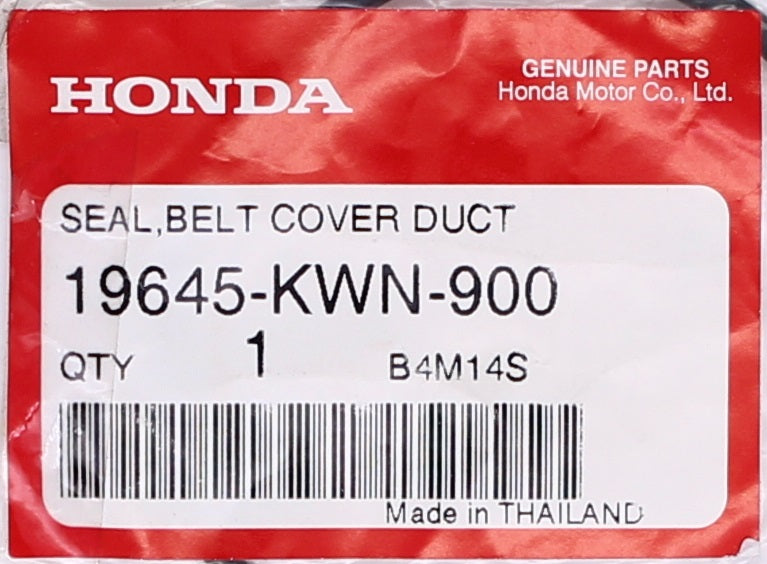 HONDA
GENUINE PARTS
Honda Motor Co., Ltd.
SEAL,BELT COVER DUCT
19645-KWN-900
QTY 1 B4M14S
Made in THAILAND